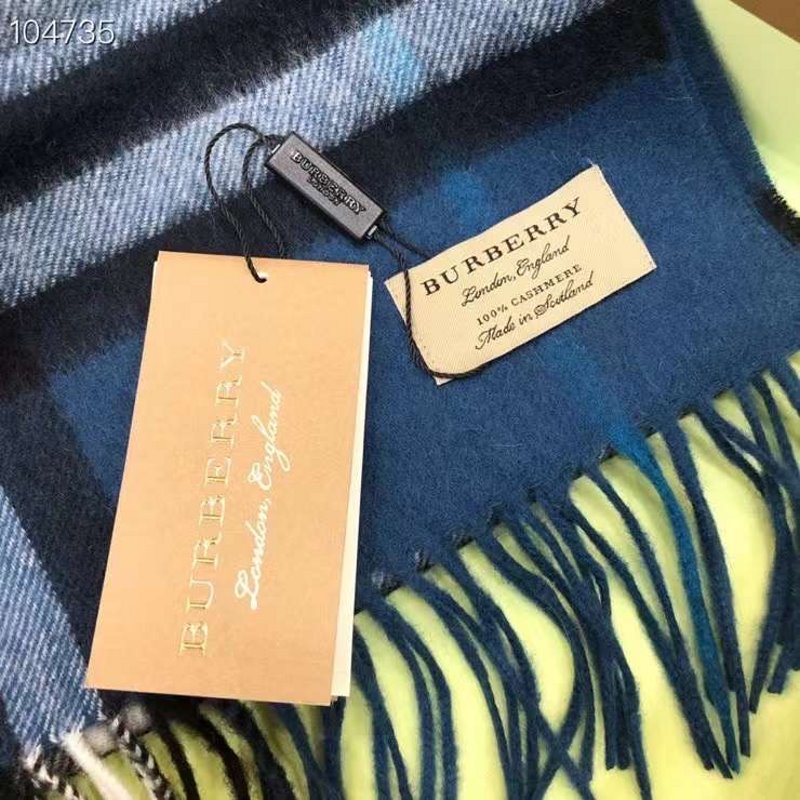 104735
BURBERRY
LONDON
BURBERRY
London, England
100% CASHMERE
Made in Scotland
BURBERRY
London, England